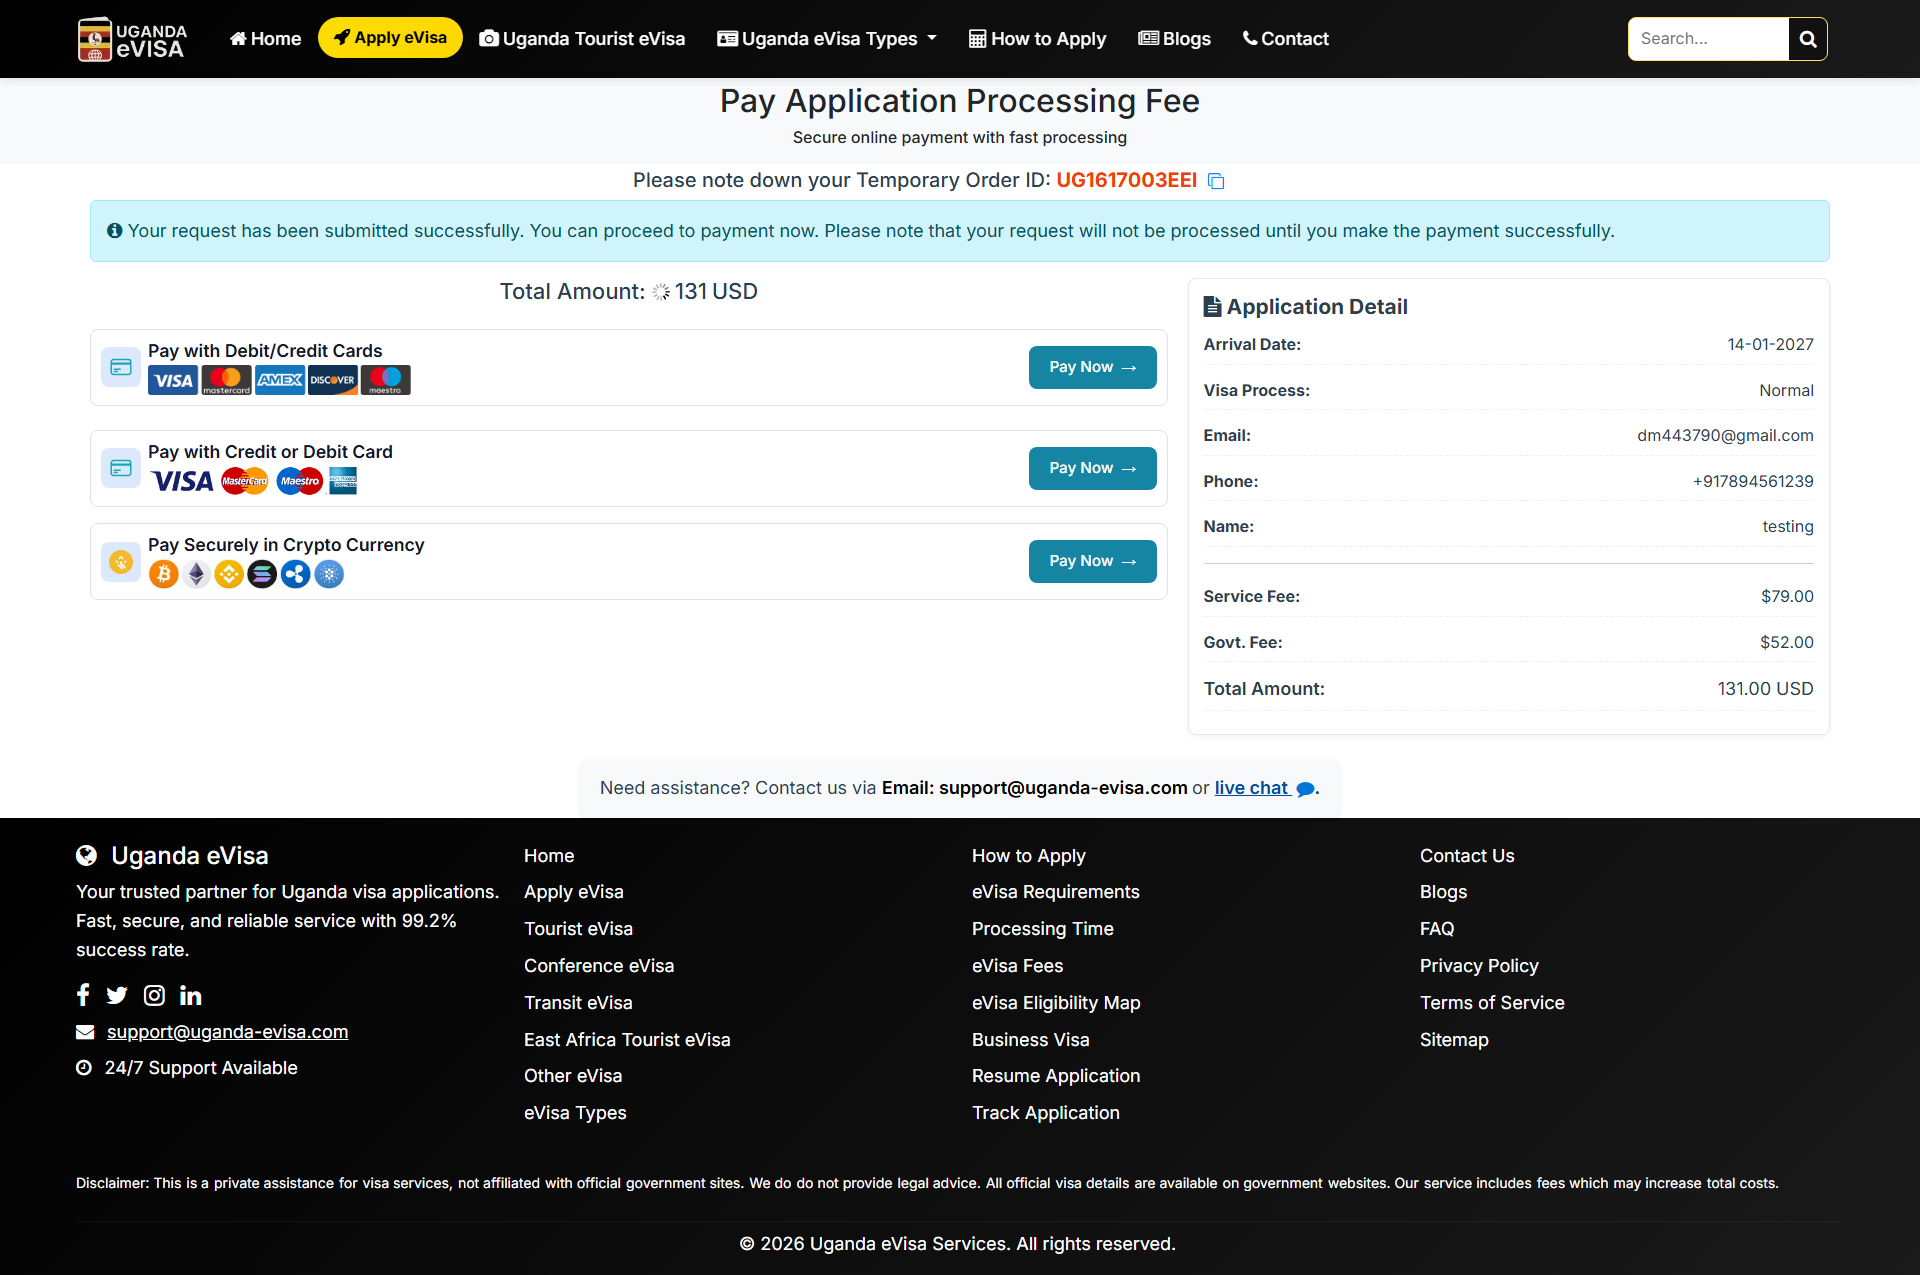 UGANDA
eVISA
Home
Apply eVisa
Uganda Tourist eVisa
Uganda eVisa Types
How to Apply
Blogs
Contact
Search...
Pay Application Processing Fee
Secure online payment with fast processing
Please note down your Temporary Order ID: UG1617003EEI
Your request has been submitted successfully. You can proceed to payment now. Please note that your request will not be processed until you make the payment successfully.
Total Amount: 131 USD
Pay with Debit/Credit Cards
VISA mastercard AMEX DISCOVER maestro
Pay Now →
Pay with Credit or Debit Card
VISA MasterCard Maestro
Pay Now →
Pay Securely in Crypto Currency
Pay Now →
Application Detail
Arrival Date: 14-01-2027
Visa Process: Normal
Email: dm443790@gmail.com
Phone: +917894561239
Name: testing
Service Fee: $79.00
Govt. Fee: $52.00
Total Amount: 131.00 USD
Need assistance? Contact us via Email: support@uganda-evisa.com or live chat .
Uganda eVisa
Your trusted partner for Uganda visa applications.
Fast, secure, and reliable service with 99.2%
success rate.
support@uganda-evisa.com
24/7 Support Available
Home
Apply eVisa
Tourist eVisa
Conference eVisa
Transit eVisa
East Africa Tourist eVisa
Other eVisa
eVisa Types
How to Apply
eVisa Requirements
Processing Time
eVisa Fees
eVisa Eligibility Map
Business Visa
Resume Application
Track Application
Contact Us
Blogs
FAQ
Privacy Policy
Terms of Service
Sitemap
Disclaimer: This is a private assistance for visa services, not affiliated with official government sites. We do do not provide legal advice. All official visa details are available on government websites. Our service includes fees which may increase total costs.
© 2026 Uganda eVisa Services. All rights reserved.